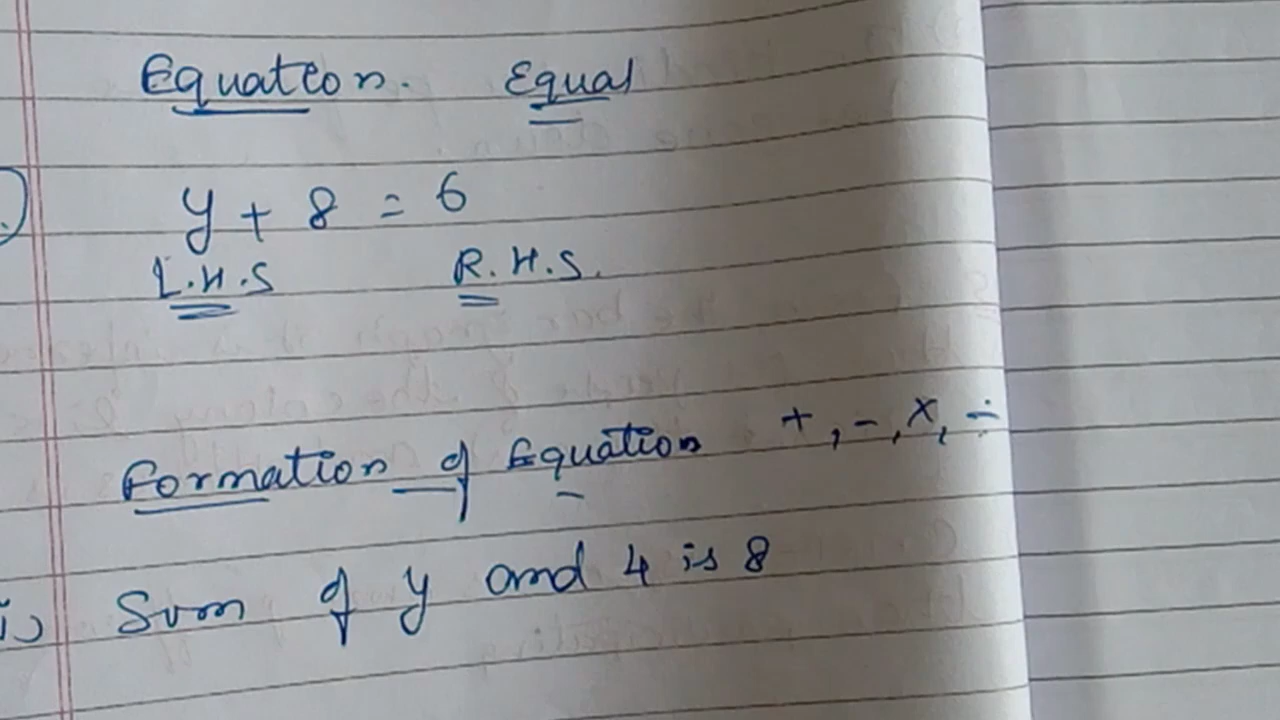 Equation. Equal
y + 8 = 6
L.H.S R.H.S.
Formation of Equation +, -, x, ÷
i) Sum of y and 4 is 8